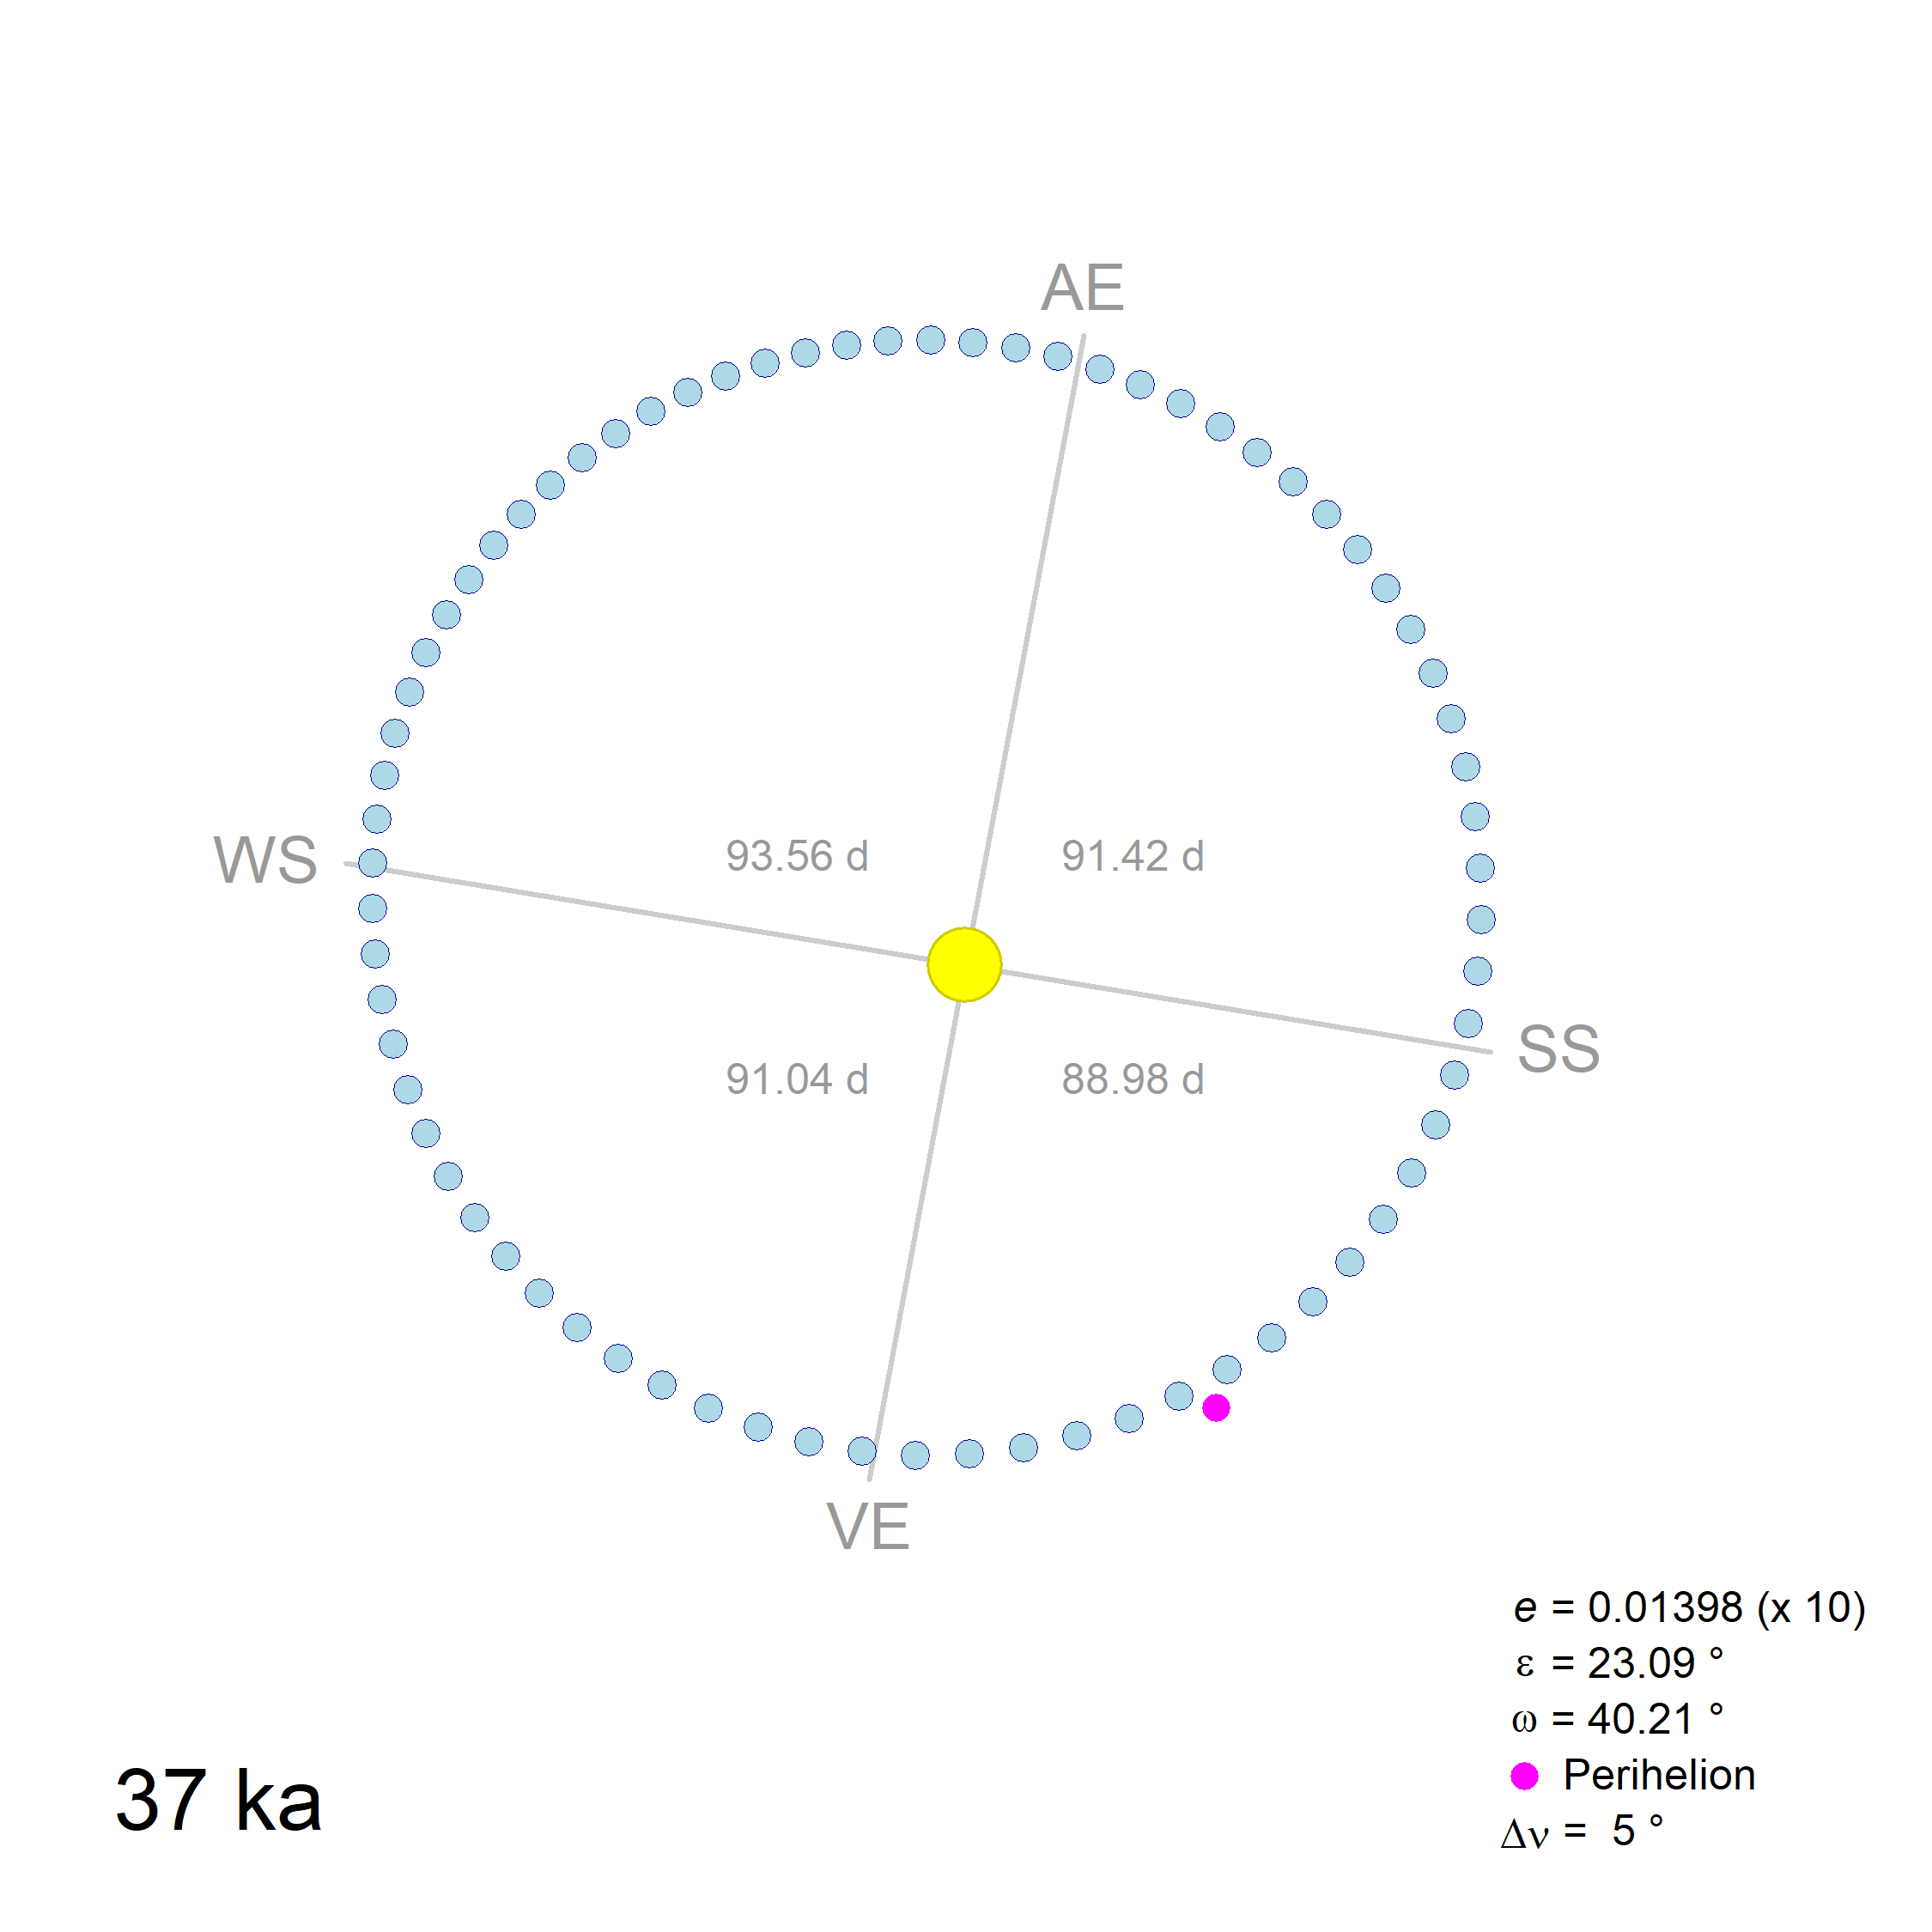 AE
WS
93.56 d
91.42 d
SS
91.04 d
88.98 d
VE
e = 0.01398 (x 10)
ε = 23.09 °
ω = 40.21 °
Perihelion
Δν = 5 °
37 ka